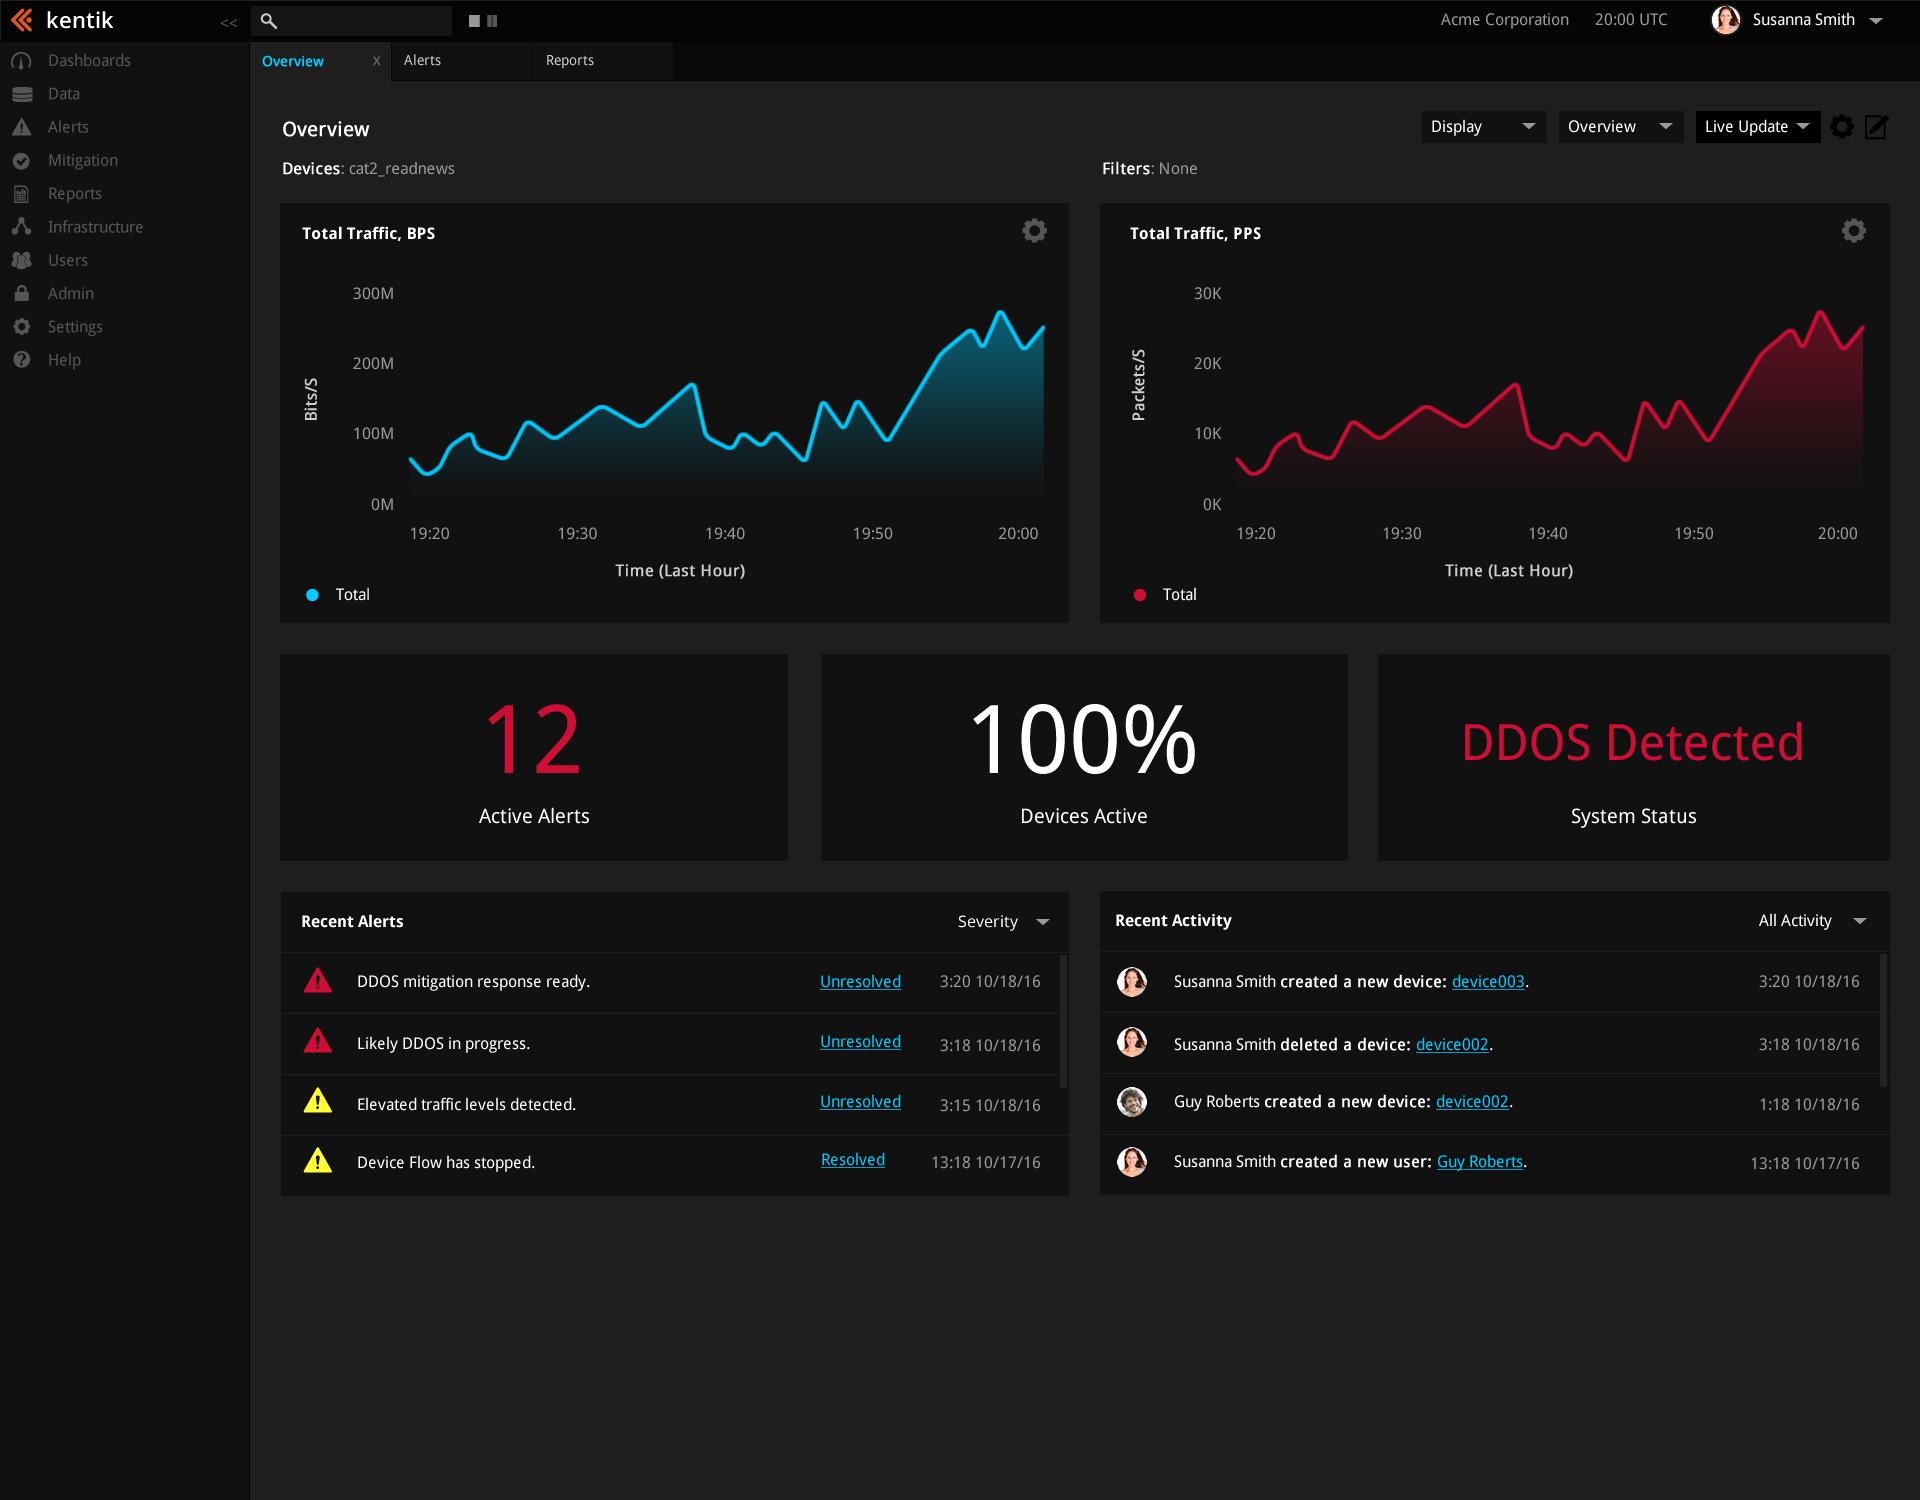 kentik
<<
Acme Corporation 20:00 UTC Susanna Smith
Dashboards
Data
Alerts
Mitigation
Reports
Infrastructure
Users
Admin
Settings
Help
Overview x Alerts Reports
Overview
Display Overview Live Update
Devices: cat2_readnews
Filters: None
Total Traffic, BPS
300M
200M
100M
0M
Bits/S
19:20 19:30 19:40 19:50 20:00
Time (Last Hour)
Total
Total Traffic, PPS
30K
20K
10K
0K
Packets/S
19:20 19:30 19:40 19:50 20:00
Time (Last Hour)
Total
12
Active Alerts
100%
Devices Active
DDOS Detected
System Status
Recent Alerts Severity
DDOS mitigation response ready. Unresolved 3:20 10/18/16
Likely DDOS in progress. Unresolved 3:18 10/18/16
Elevated traffic levels detected. Unresolved 3:15 10/18/16
Device Flow has stopped. Resolved 13:18 10/17/16
Recent Activity All Activity
Susanna Smith created a new device: device003. 3:20 10/18/16
Susanna Smith deleted a device: device002. 3:18 10/18/16
Guy Roberts created a new device: device002. 1:18 10/18/16
Susanna Smith created a new user: Guy Roberts. 13:18 10/17/16